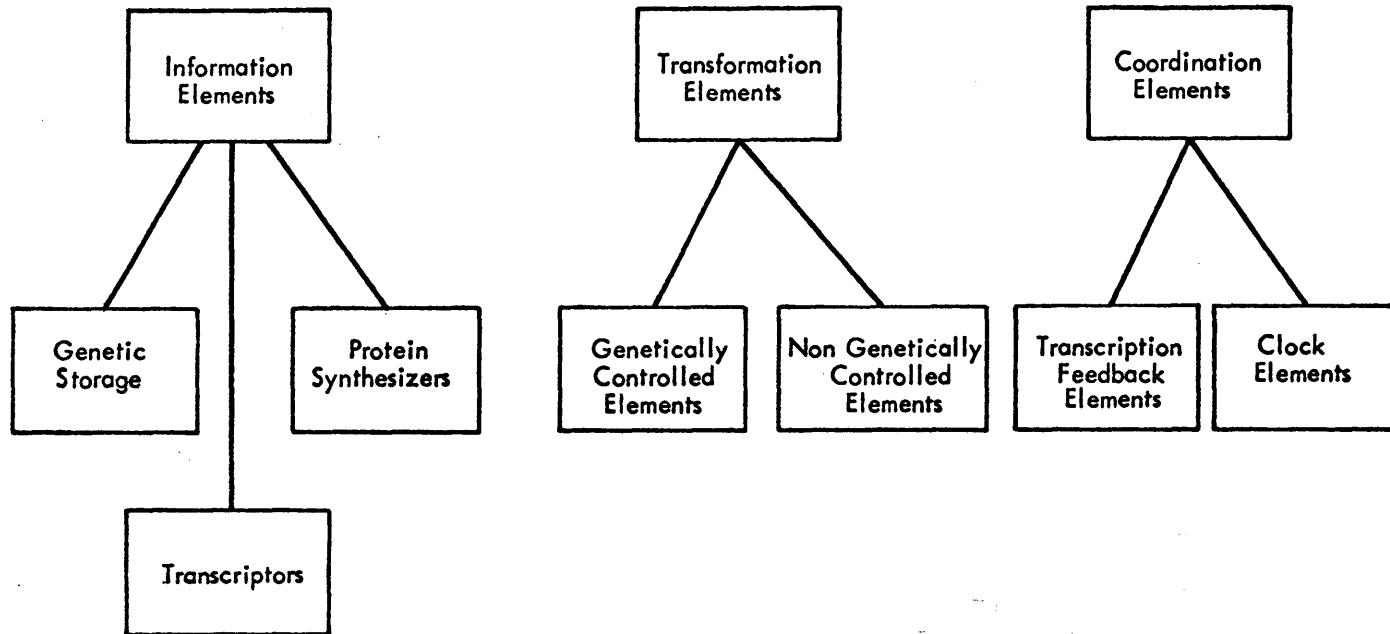 Information
Elements
Transformation
Elements
Coordination
Elements
Genetic
Storage
Protein
Synthesizers
Genetically
Controlled
Elements
Non Genetically
Controlled
Elements
Transcription
Feedback
Elements
Clock
Elements
Transcriptors